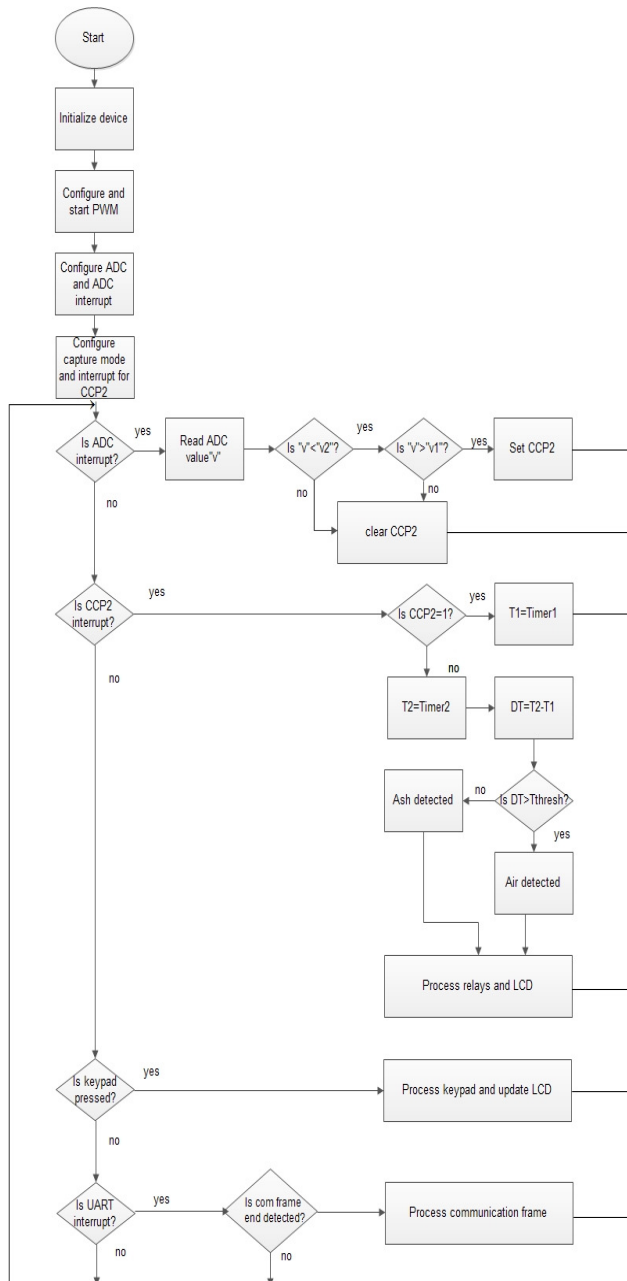 Start
Initialize device
Configure and
start PWM
Configure ADC
and ADC
interrupt
Configure
capture mode
and interrupt for
CCP2
Is ADC
interrupt?
yes
Read ADC
value"v"
Is "v"<"v2"?
yes
Is "v">"v1"?
yes
Set CCP2
no
no
no
clear CCP2
Is CCP2
interrupt?
yes
Is CCP2=1?
yes
T1=Timer1
no
no
T2=Timer2
DT=T2-T1
Ash detected
no
Is DT>Tthresh?
yes
Air detected
Process relays and LCD
Is keypad
pressed?
yes
Process keypad and update LCD
no
Is UART
interrupt?
yes
Is com frame
end detected?
Process communication frame
no
no